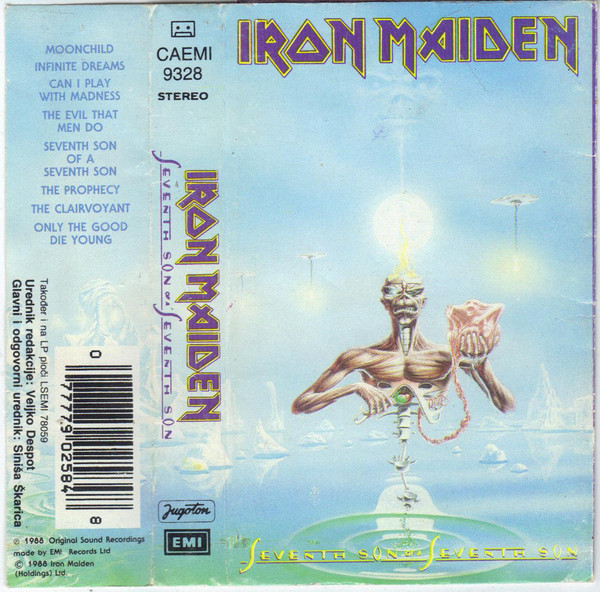 MOONCHILD
INFINITE DREAMS
CAN I PLAY
WITH MADNESS
THE EVIL THAT
MEN DO
SEVENTH SON
OF A
SEVENTH SON
THE PROPHECY
THE CLAIRVOYANT
ONLY THE GOOD
DIE YOUNG
Također i na LP ploči LSEMI 78059
Urednik redakcije: Veljko Despot
Glavni i odgovorni urednik: Siniša Škarica
0 77779 02584 8
℗ 1988 Original Sound Recordings
made by EMI Records Ltd
© 1988 Iron Maiden
(Holdings) Ltd.
CAEMI
9328
STEREO
IRON MAIDEN
SEVENTH SON OF A SEVENTH SON
Jugoton
EMI
IRON MAIDEN
SEVENTH SON OF A SEVENTH SON